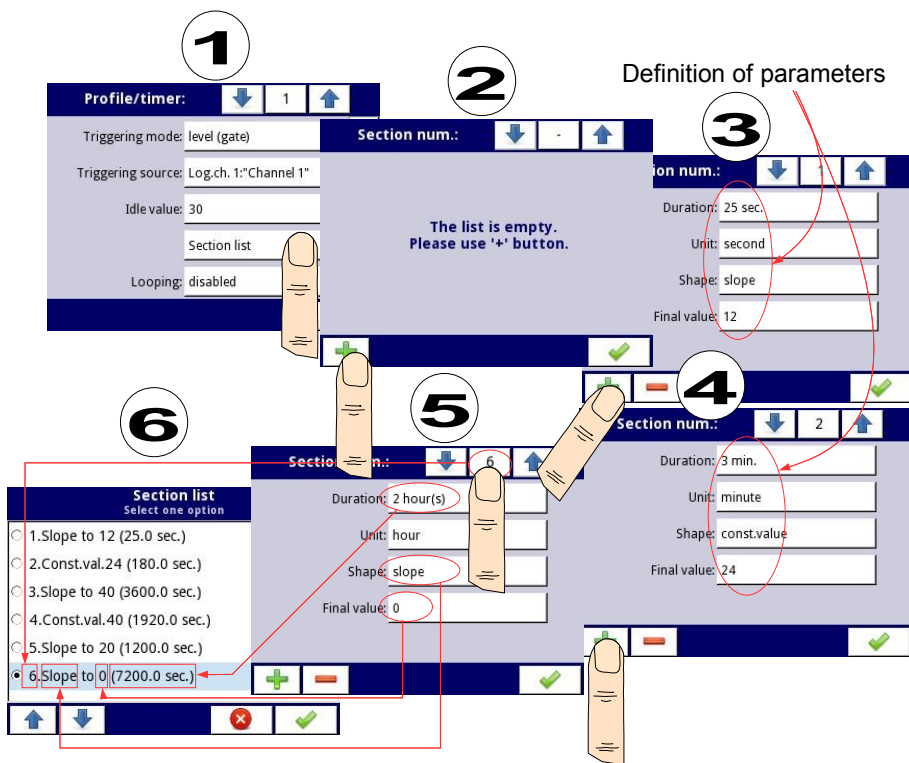 1
Profile/timer:
1
Triggering mode: level (gate)
Triggering source: Log.ch. 1:"Channel 1"
Idle value: 30
Section list
Looping: disabled
2
Section num.:
-
The list is empty.
Please use '+' button.
Definition of parameters
3
ion num.:
1
Duration: 25 sec.
Unit: second
Shape: slope
Final value: 12
4
Section num.:
2
Duration: 3 min.
Unit: minute
Shape: const.value
Final value: 24
5
Section num.:
6
Duration: 2 hour(s)
Unit: hour
Shape: slope
Final value: 0
6
Section list
Select one option
1.Slope to 12 (25.0 sec.)
2.Const.val.24 (180.0 sec.)
3.Slope to 40 (3600.0 sec.)
4.Const.val.40 (1920.0 sec.)
5.Slope to 20 (1200.0 sec.)
6.Slope to 0 (7200.0 sec.)